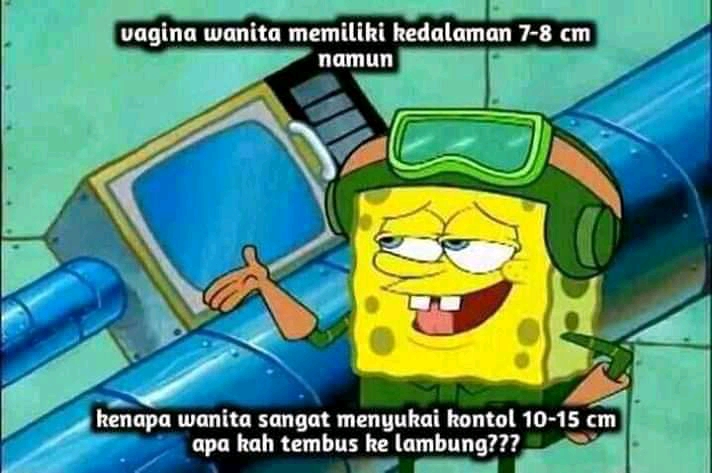 vagina wanita memiliki kedalaman 7-8 cm
namun
kenapa wanita sangat menyukai kontol 10-15 cm
apa kah tembus ke lambung???